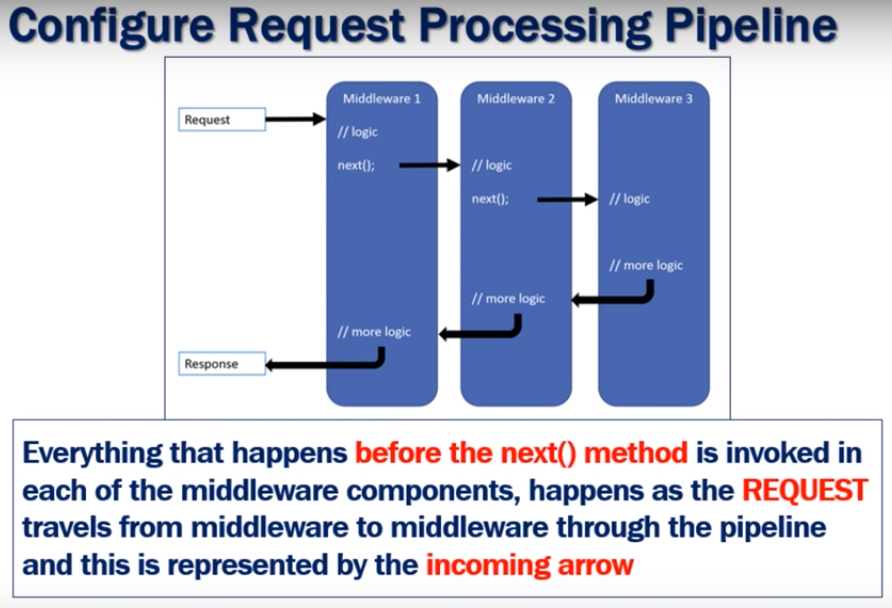 Configure Request Processing Pipeline
Middleware 1
Middleware 2
Middleware 3
Request
// logic
next();
// logic
next();
// logic
// more logic
// more logic
// more logic
Response
Everything that happens before the next() method is invoked in
each of the middleware components, happens as the REQUEST
travels from middleware to middleware through the pipeline
and this is represented by the incoming arrow